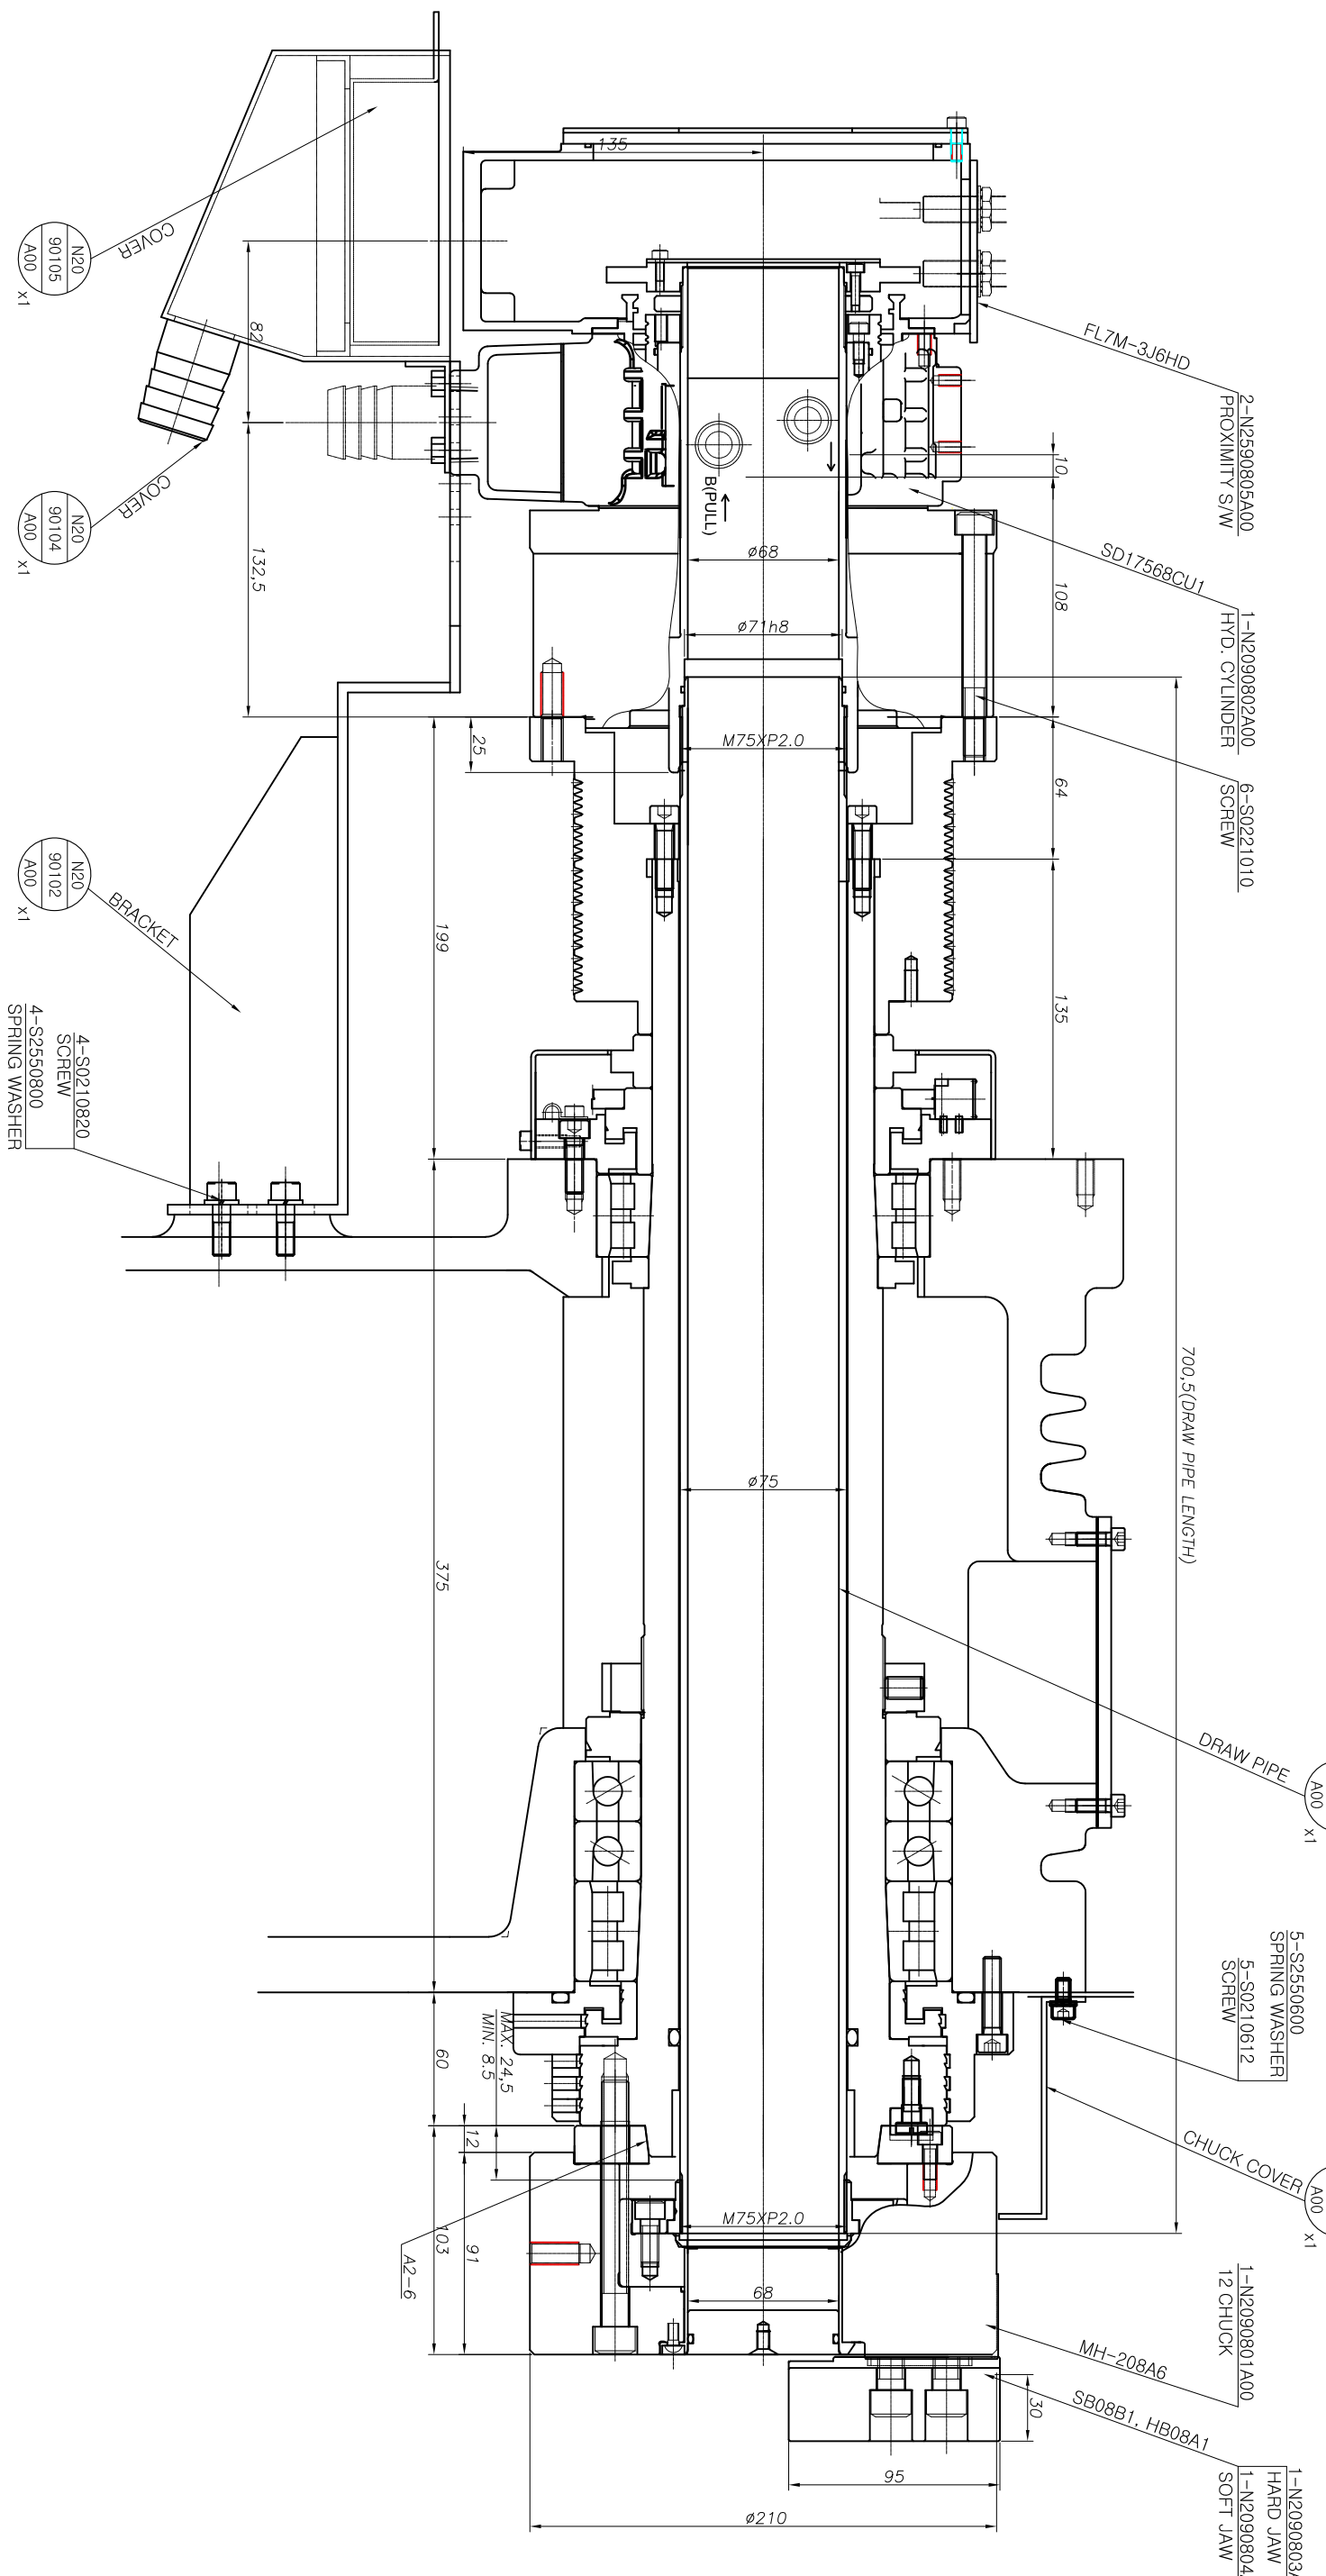 135
N20
90105
A00
x1
COVER
82
N20
90104
A00
x1
COVER
132,5
FL7M-3J6HD
2-N2590805A00
PROXIMITY S/W
10
SD17568CU1
1-N2090802A00
HYD. CYLINDER
B(PULL)
ø68
108
6-S0221010
SCREW
ø71h8
M75XP2.0
25
64
N20
90102
A00
x1
BRACKET
199
135
4-S0210820
SCREW
4-S2550800
SPRING WASHER
700,5(DRAW PIPE LENGTH)
ø75
375
DRAW PIPE
A00
x1
5-S2550600
SPRING WASHER
5-S0210612
SCREW
60
MAX. 24,5
MIN. 8.5
12
CHUCK COVER
A00
x1
M75XP2.0
103
91
A2-6
68
1-N2090801A00
12 CHUCK
MH-208A6
30
SB08B1, HB08A1
1-N2090803
HARD JAW
1-N2090804
SOFT JAW
95
ø210